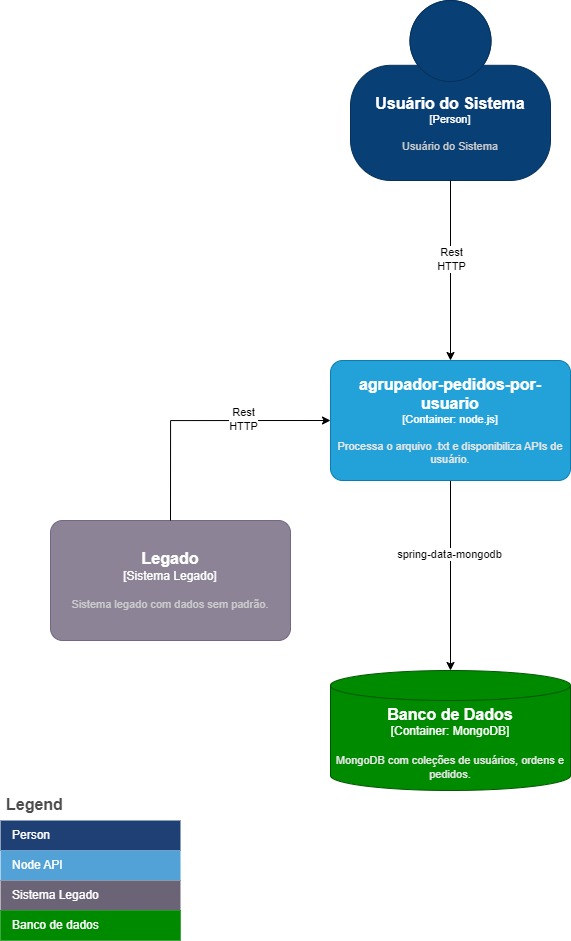 Usuário do Sistema
[Person]
Usuário do Sistema
Rest
HTTP
agrupador-pedidos-por-
usuario
[Container: node.js]
Processa o arquivo .txt e disponibiliza APIs de
usuário.
Rest
HTTP
Legado
[Sistema Legado]
Sistema legado com dados sem padrão.
spring-data-mongodb
Banco de Dados
[Container: MongoDB]
MongoDB com coleções de usuários, ordens e
pedidos.
Legend
Person
Node API
Sistema Legado
Banco de dados